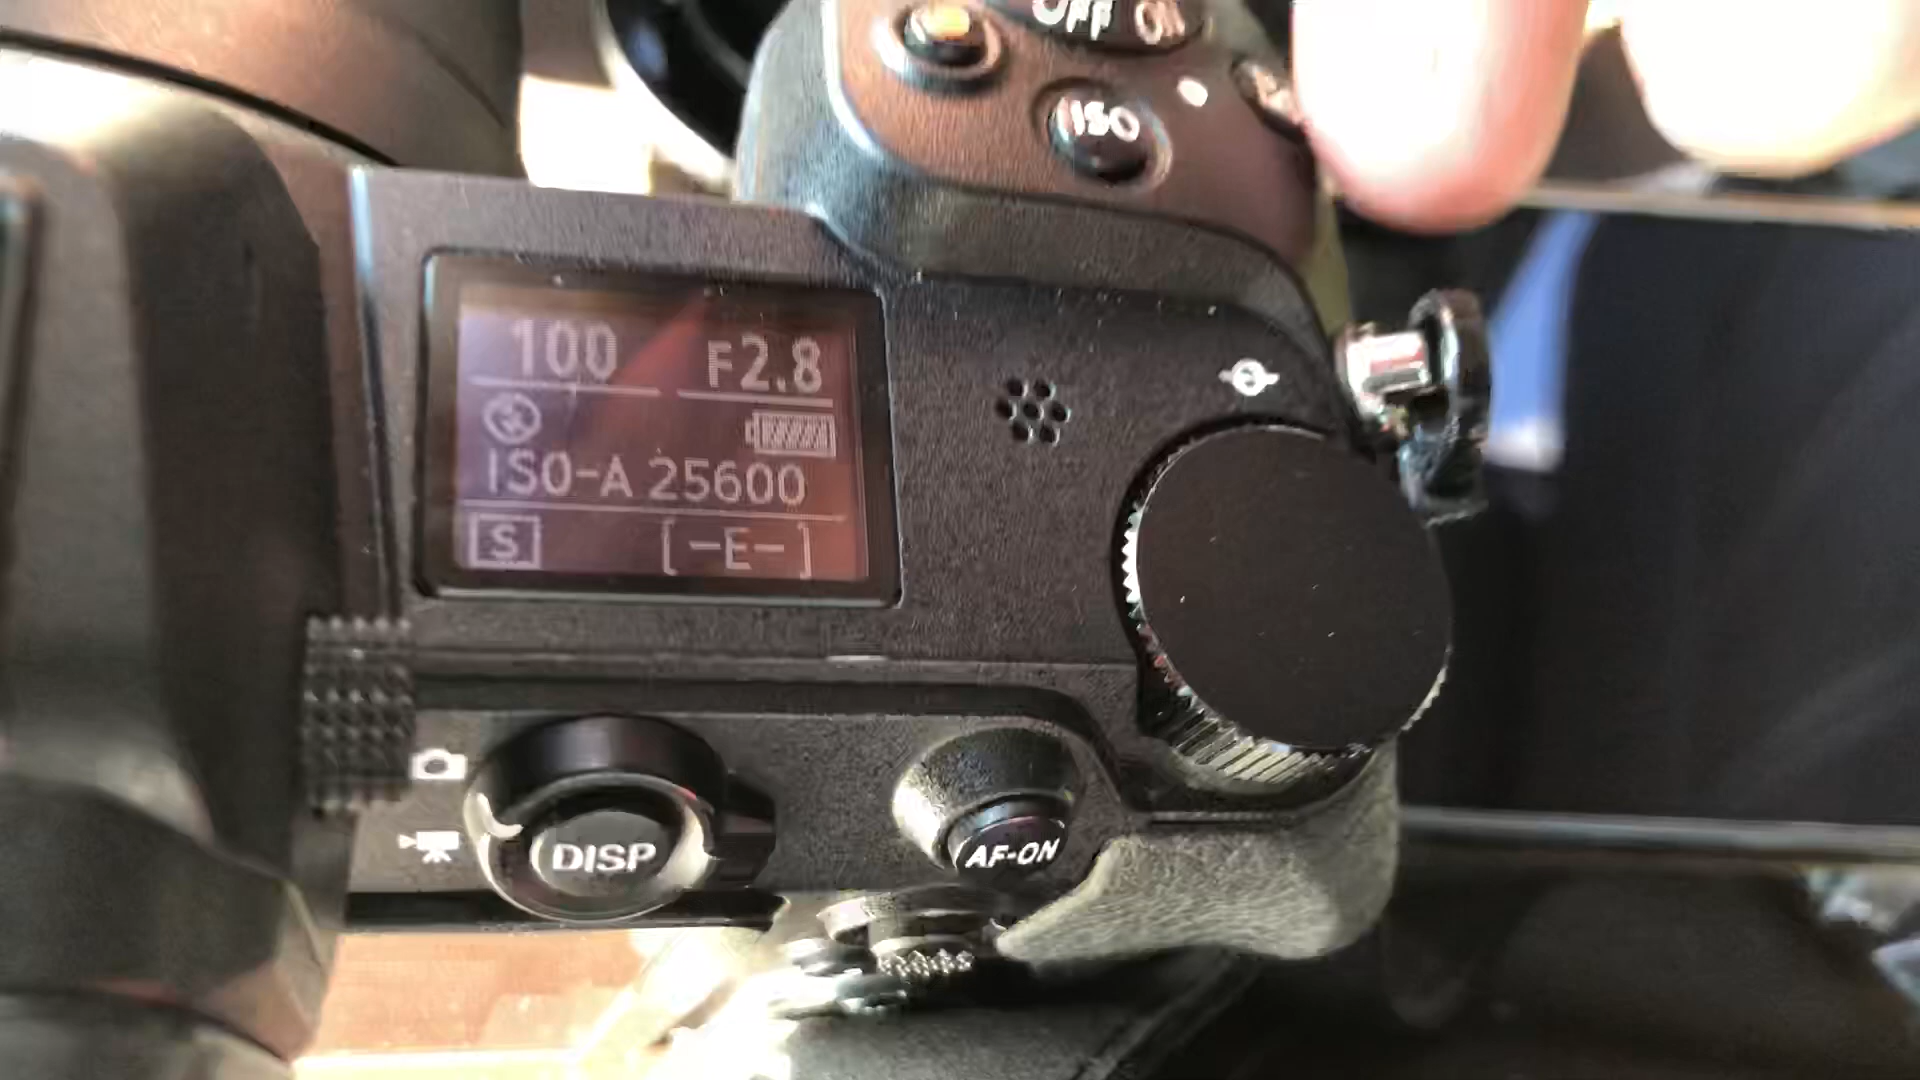 OFF ON
ISO
100 F2.8
ISO-A 25600
S [-E-]
DISP
AF-ON